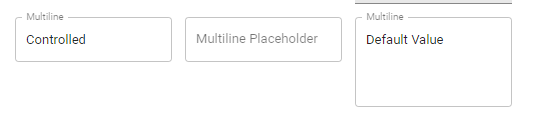 Multiline
Controlled
Multiline Placeholder
Multiline
Default Value